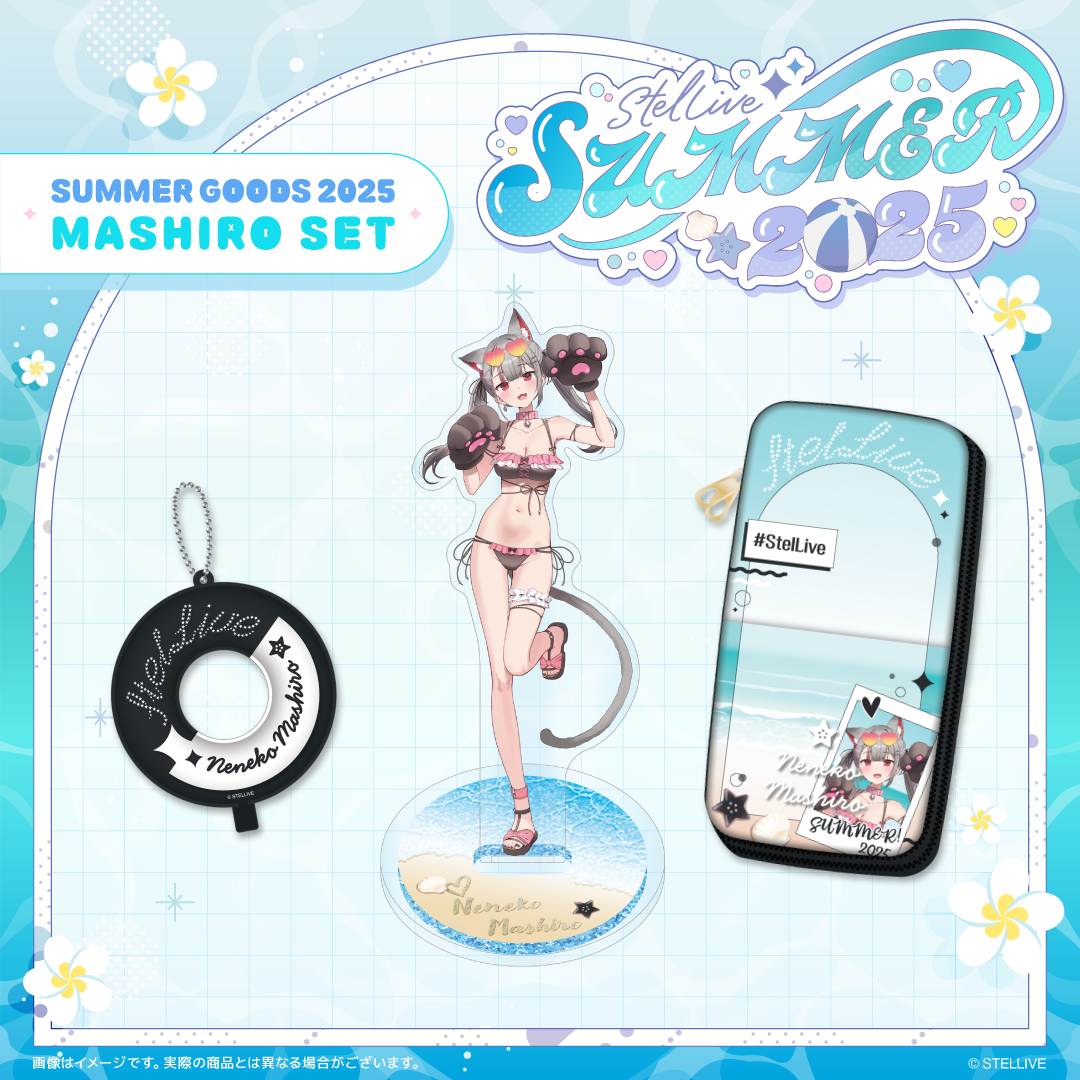 StelLive
SUMMER
2025
SUMMER GOODS 2025
MASHIRO SET
StelLive
Neneko Mashiro
© STELLIVE
Neneko
Mashiro
StelLive
#StelLive
Neneko
Mashiro
SUMMER!
2025
画像はイメージです。実際の商品とは異なる場合がございます。
© STELLIVE